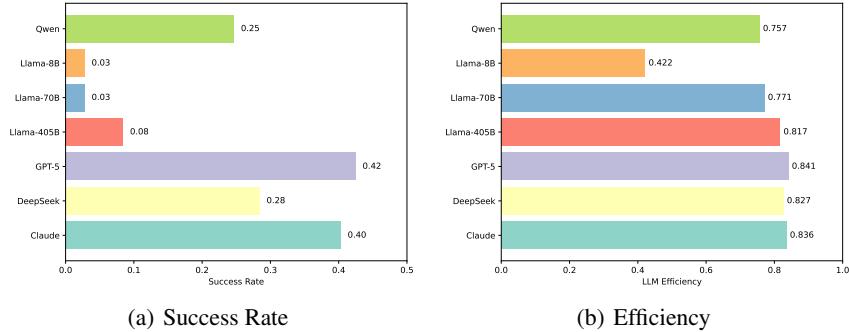 Qwen
0.25
Llama-8B
0.03
Llama-70B
0.03
Llama-405B
0.08
GPT-5
0.42
DeepSeek
0.28
Claude
0.40
0.0 0.1 0.2 0.3 0.4 0.5
Success Rate
(a) Success Rate
Qwen
0.757
Llama-8B
0.422
Llama-70B
0.771
Llama-405B
0.817
GPT-5
0.841
DeepSeek
0.827
Claude
0.836
0.0 0.2 0.4 0.6 0.8 1.0
LLM Efficiency
(b) Efficiency